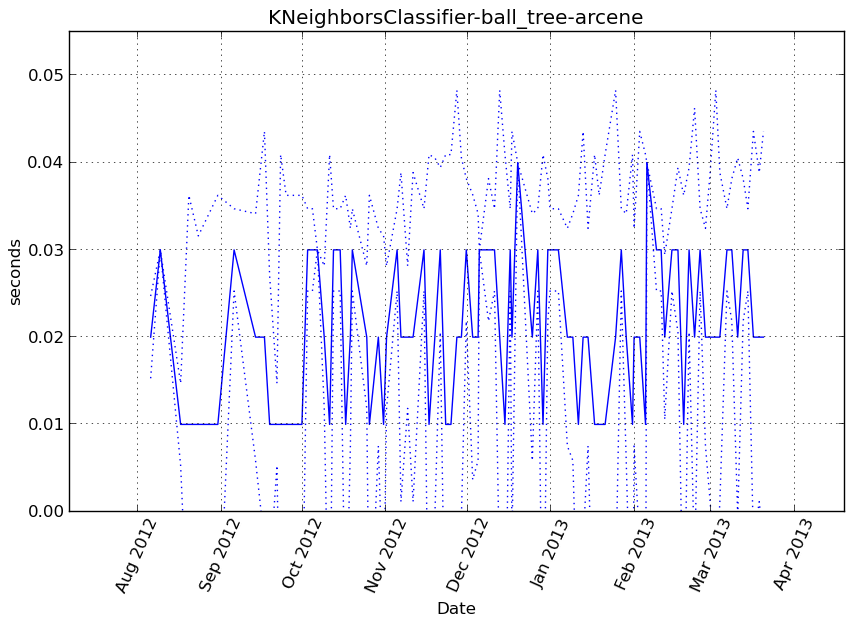 KNeighborsClassifier-ball_tree-arcene
0.05
0.04
0.03
0.02
0.01
0.00
seconds
Aug 2012
Sep 2012
Oct 2012
Nov 2012
Dec 2012
Jan 2013
Feb 2013
Mar 2013
Apr 2013
Date